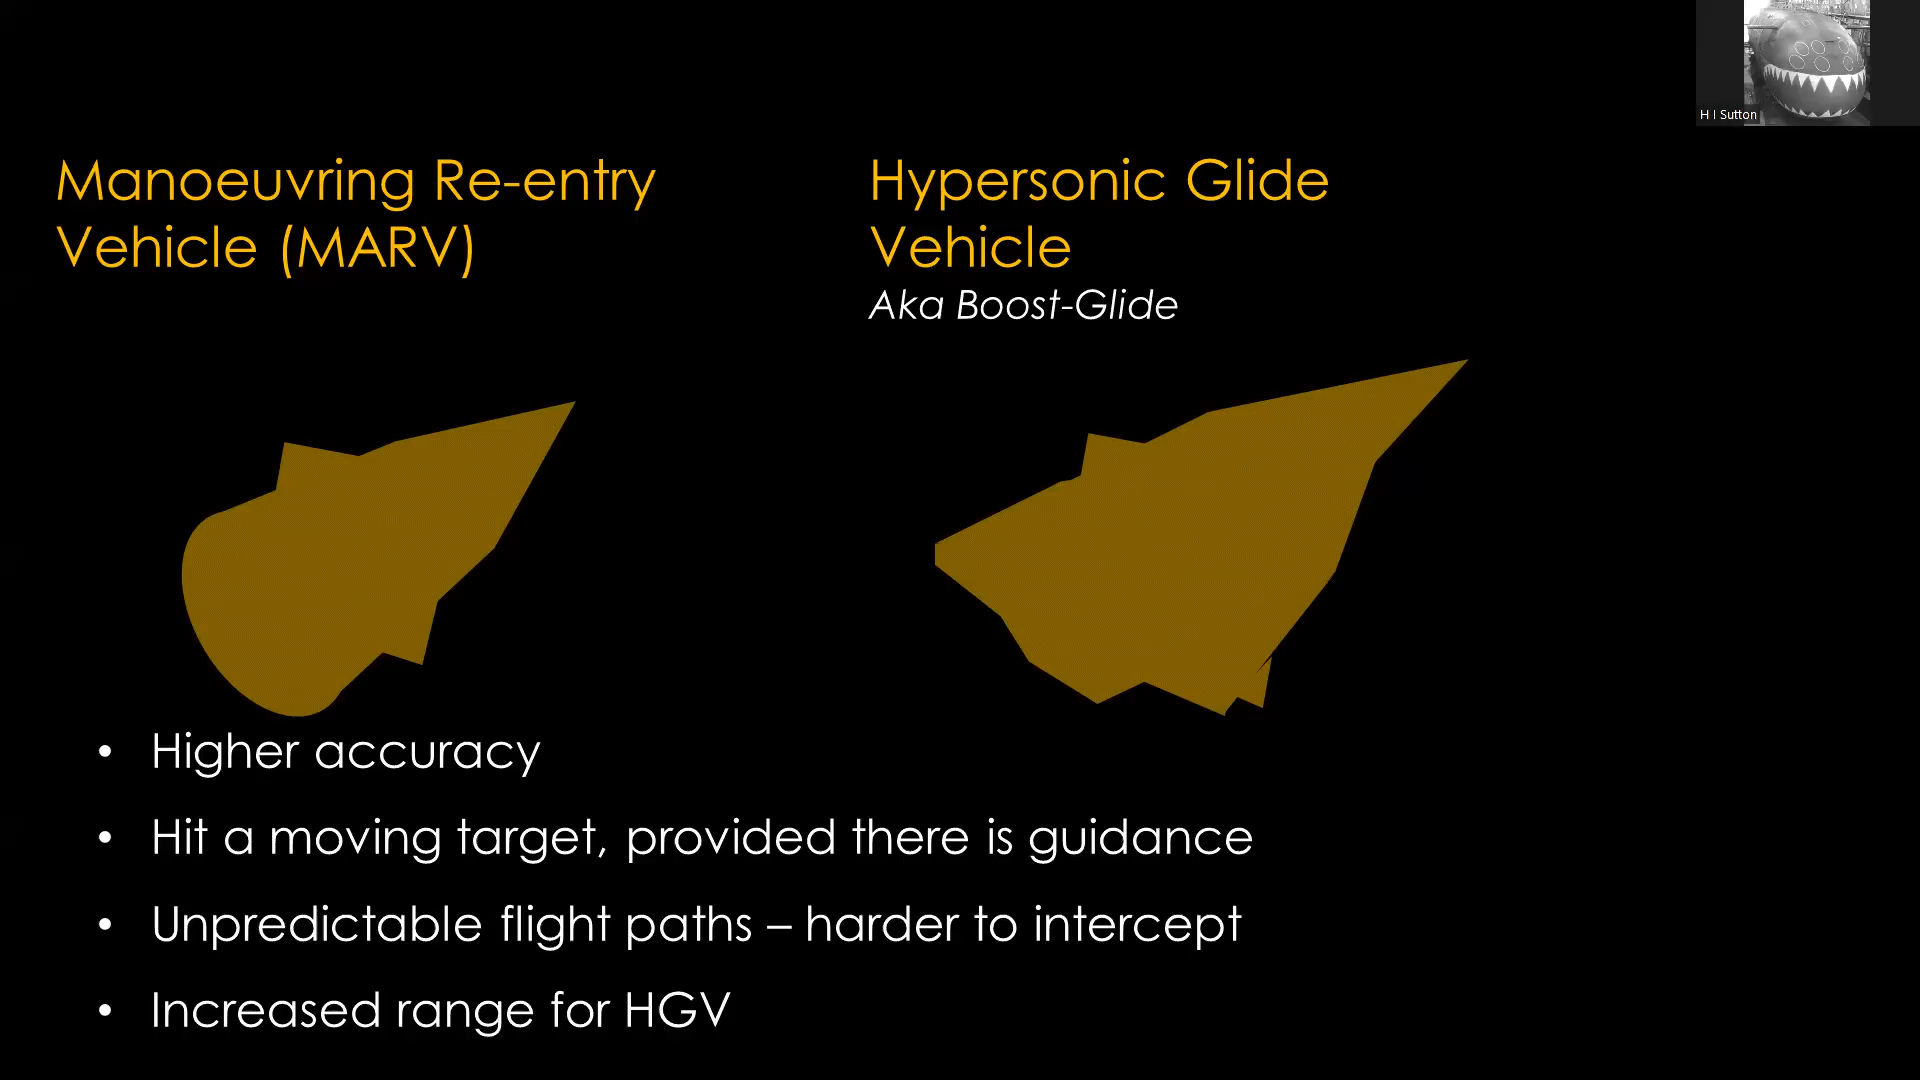 H I Sutton
Manoeuvring Re-entry
Vehicle (MARV)
Hypersonic Glide
Vehicle
Aka Boost-Glide
• Higher accuracy
• Hit a moving target, provided there is guidance
• Unpredictable flight paths – harder to intercept
• Increased range for HGV